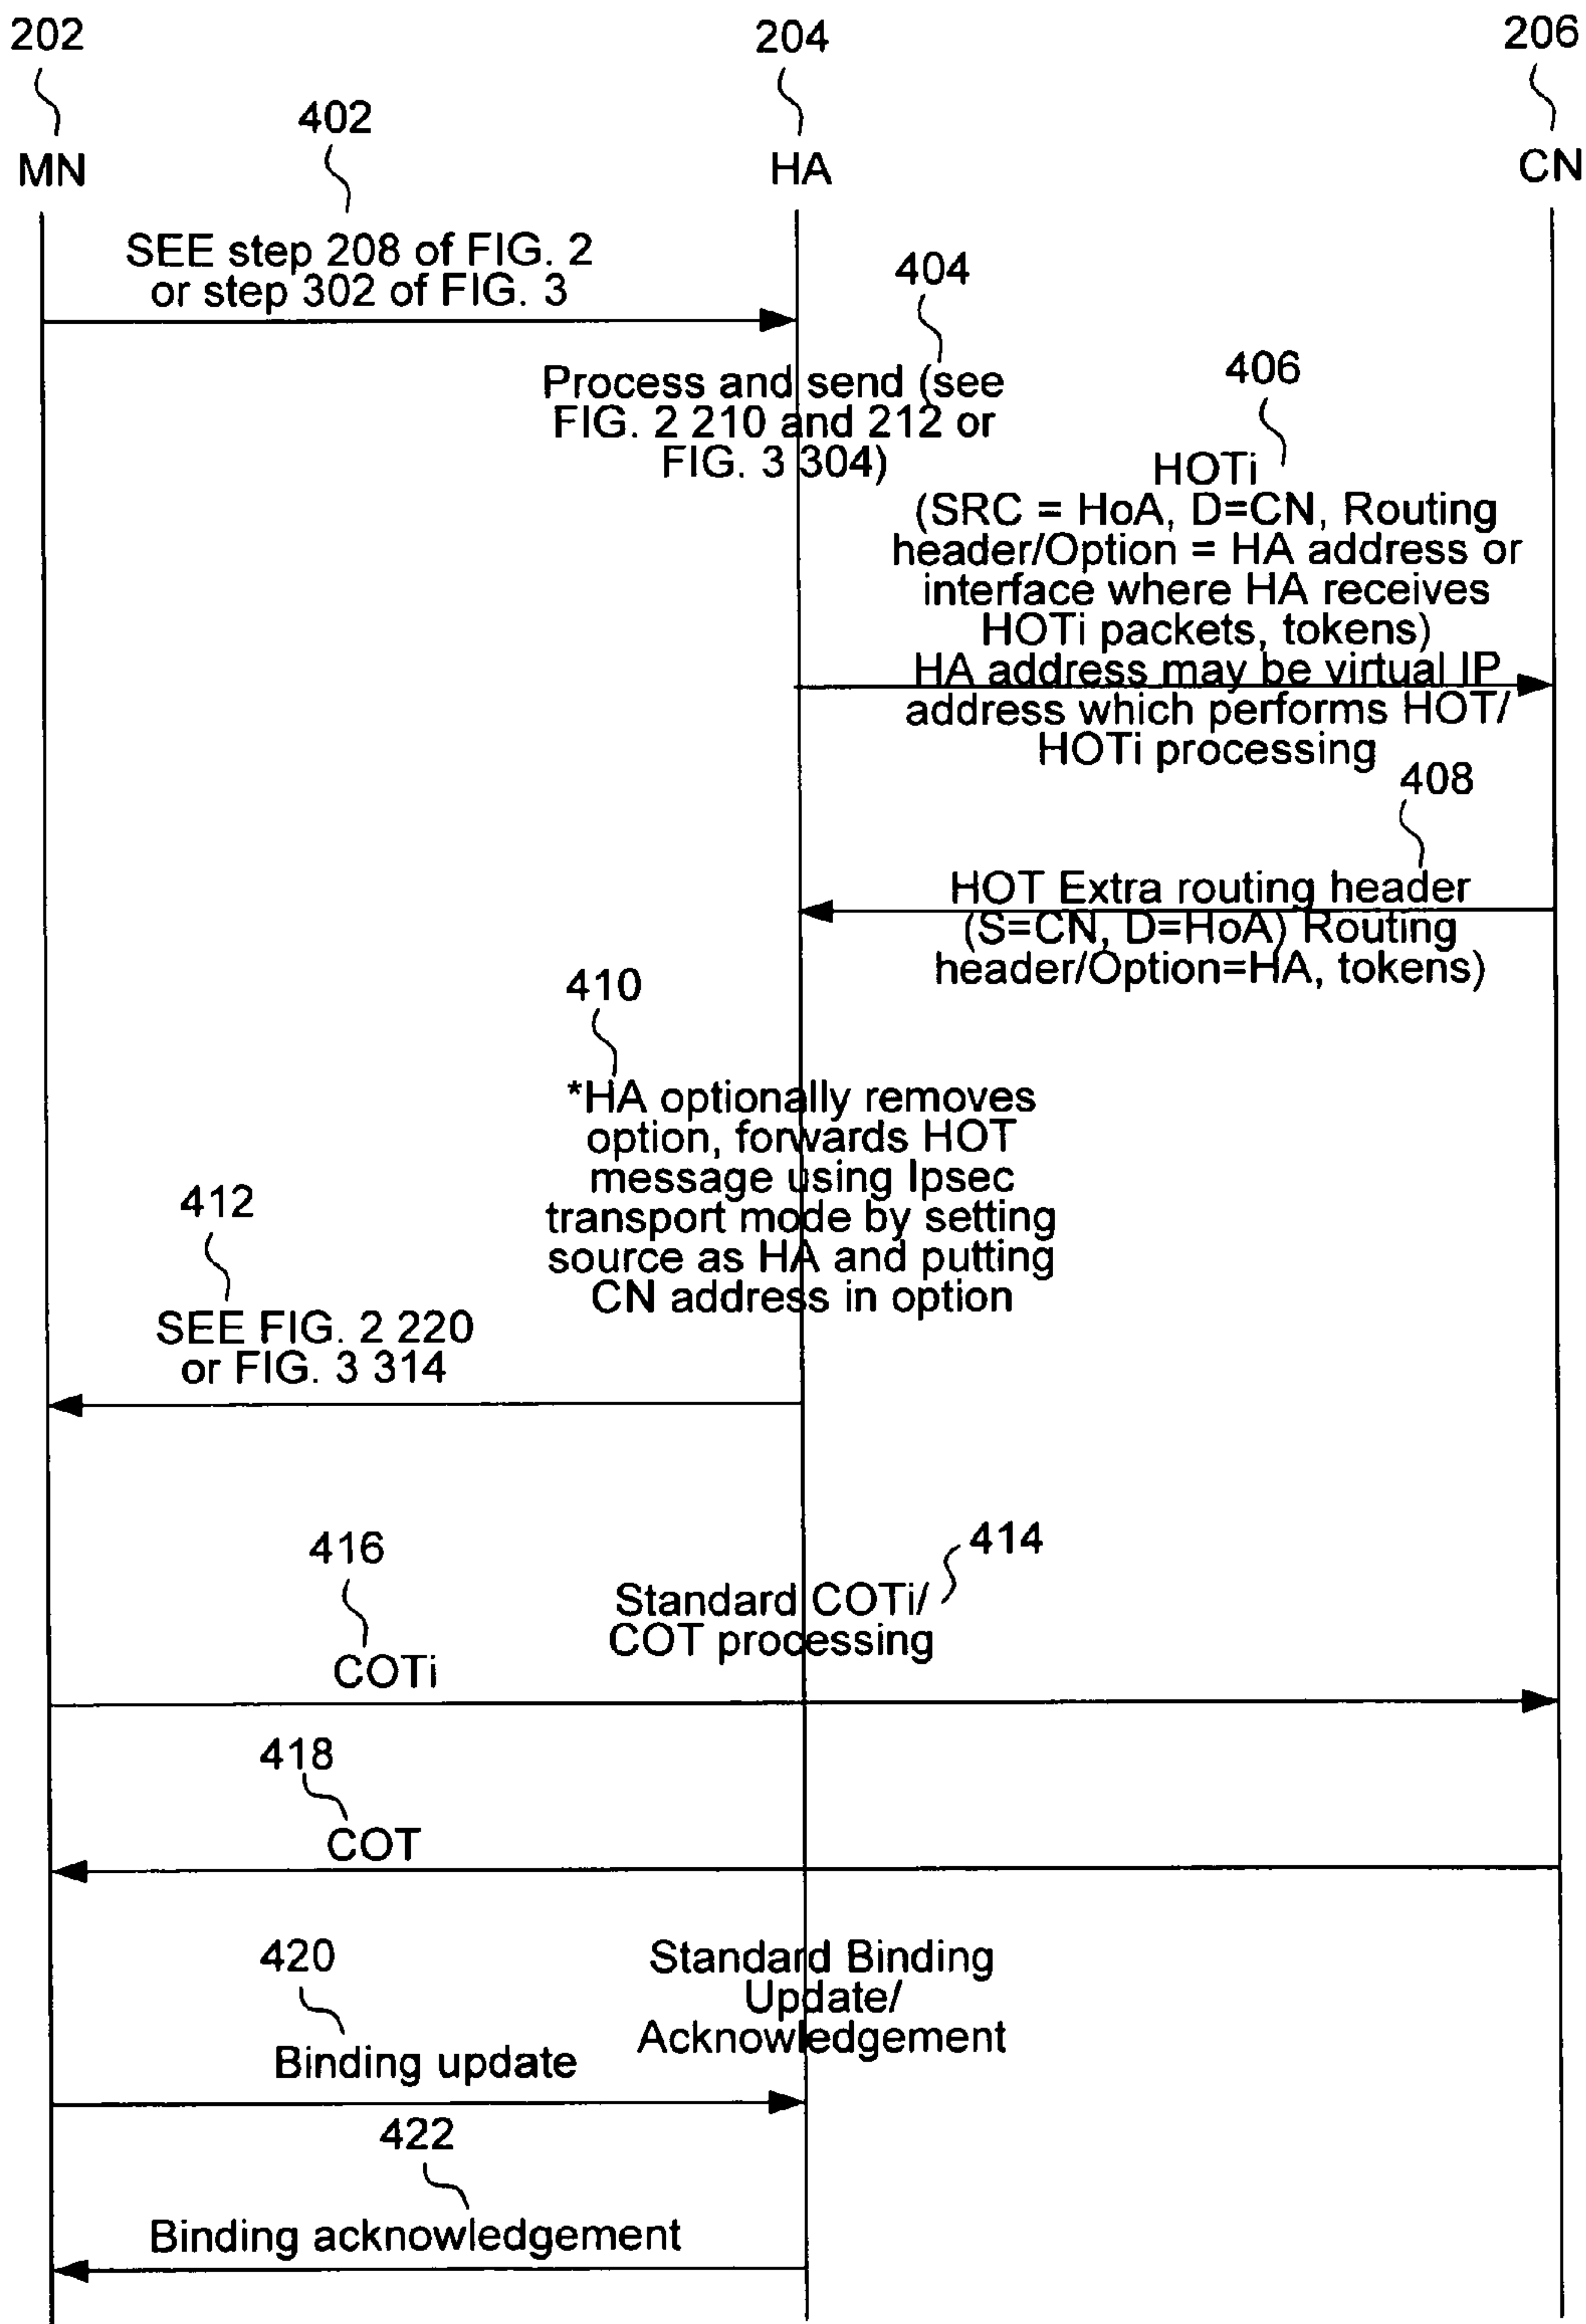 202
204
206
MN
HA
CN
402
SEE step 208 of FIG. 2
or step 302 of FIG. 3
404
Process and send (see
FIG. 2 210 and 212 or
FIG. 3 304)
406
HOTi
(SRC = HoA, D=CN, Routing
header/Option = HA address or
interface where HA receives
HOTi packets, tokens)
HA address may be virtual IP
address which performs HOT/
HOTi processing
408
HOT Extra routing header
(S=CN, D=HoA) Routing
header/Option=HA, tokens)
410
*HA optionally removes
option, forwards HOT
message using Ipsec
transport mode by setting
source as HA and putting
CN address in option
412
SEE FIG. 2 220
or FIG. 3 314
414
Standard COTi/
COT processing
416
COTi
418
COT
Standard Binding
Update/
Acknowledgement
420
Binding update
422
Binding acknowledgement